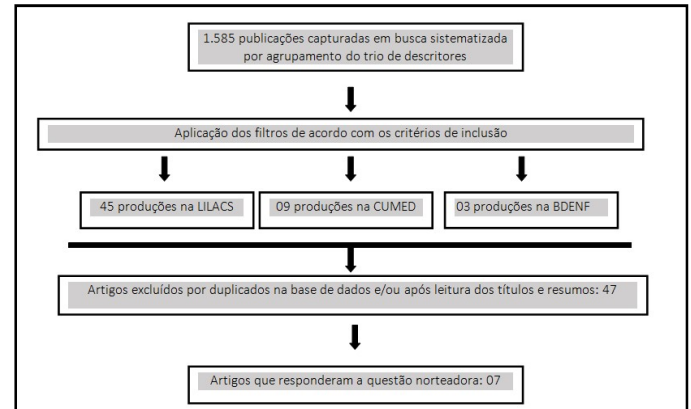 1.585 publicações capturadas em busca sistematizada
por agrupamento do trio de descritores
Aplicação dos filtros de acordo com os critérios de inclusão
45 produções na LILACS
09 produções na CUMED
03 produções na BDENF
Artigos excluídos por duplicados na base de dados e/ou após leitura dos títulos e resumos: 47
Artigos que responderam a questão norteadora: 07